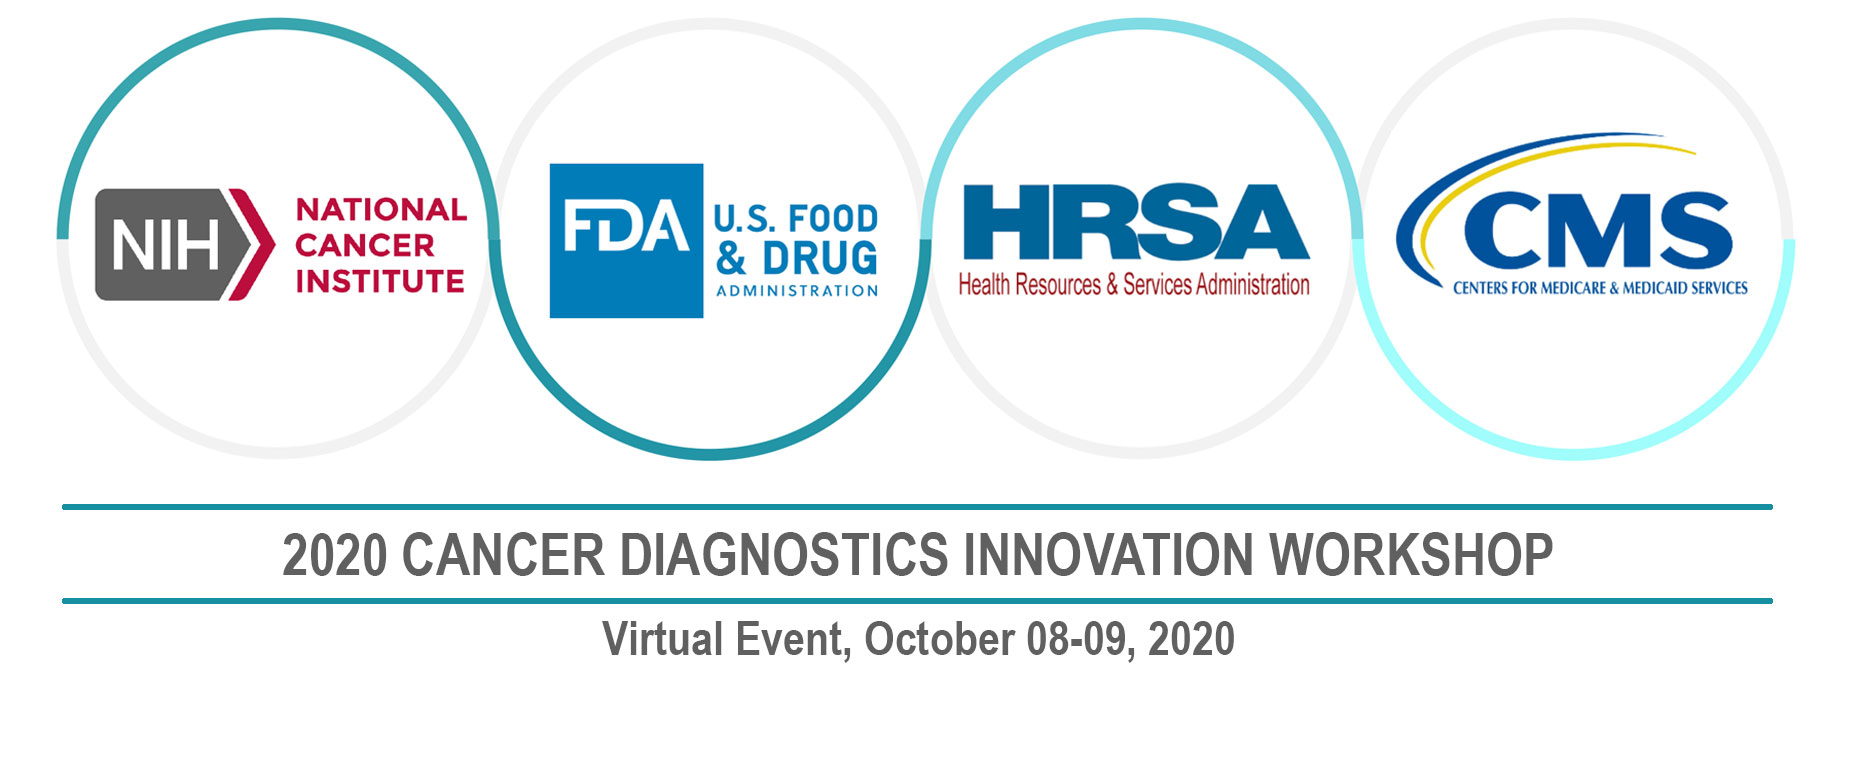 NIH
NATIONAL
CANCER
INSTITUTE
FDA
U.S. FOOD
& DRUG
ADMINISTRATION
HRSA
Health Resources & Services Administration
CMS
CENTERS FOR MEDICARE & MEDICAID SERVICES
2020 CANCER DIAGNOSTICS INNOVATION WORKSHOP
Virtual Event, October 08-09, 2020